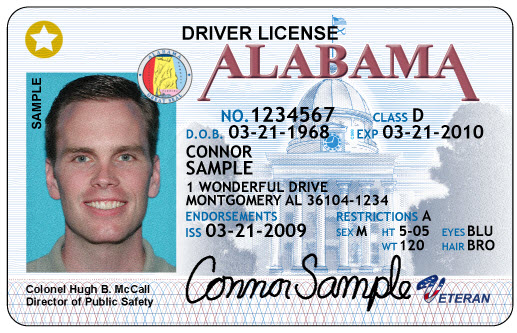 DRIVER LICENSE
ALABAMA
SAMPLE
NO. 1234567 CLASS D
D.O.B. 03-21-1968 EXP 03-21-2010
CONNOR
SAMPLE
1 WONDERFUL DRIVE
MONTGOMERY AL 36104-1234
ENDORSEMENTS RESTRICTIONS A
ISS 03-21-2009 SEX M HT 5-05 EYES BLU
WT 120 HAIR BRO
Connor Sample
VETERAN
Colonel Hugh B. McCall
Director of Public Safety